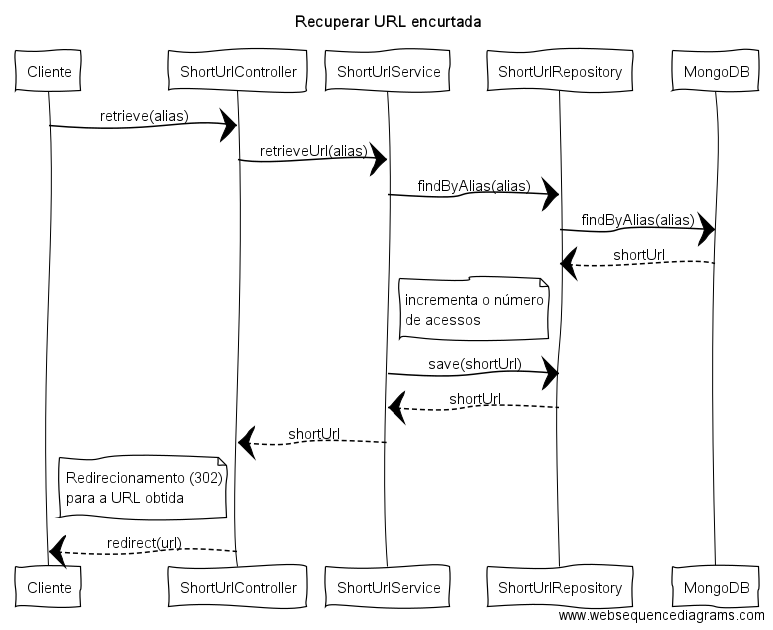 Recuperar URL encurtada
Cliente
ShortUrlController
ShortUrlService
ShortUrlRepository
MongoDB
retrieve(alias)
retrieveUrl(alias)
findByAlias(alias)
findByAlias(alias)
shortUrl
incrementa o número
de acessos
save(shortUrl)
shortUrl
shortUrl
Redirecionamento (302)
para a URL obtida
redirect(url)
Cliente
ShortUrlController
ShortUrlService
ShortUrlRepository
MongoDB
www.websequencediagrams.com